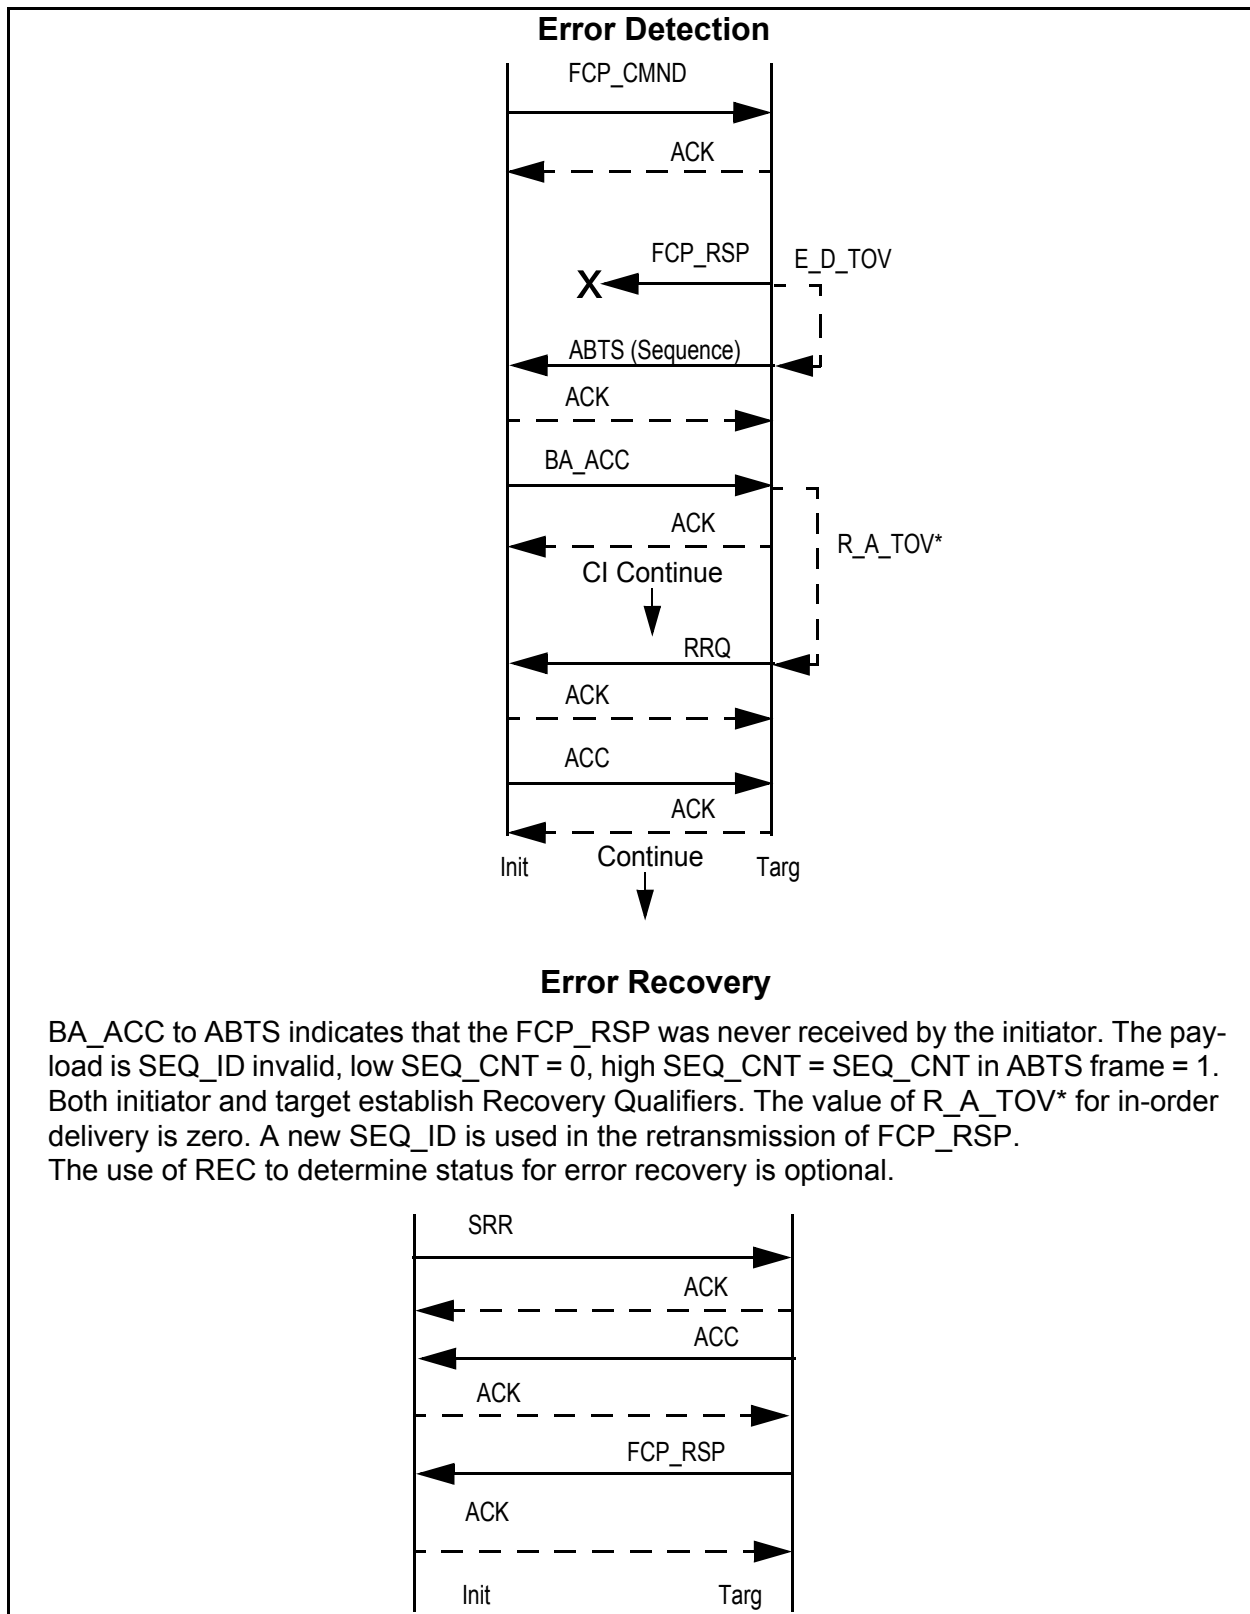 Error Detection
FCP_CMND
ACK
FCP_RSP
E_D_TOV
X
ABTS (Sequence)
ACK
BA_ACC
ACK
R_A_TOV*
CI Continue
RRQ
ACK
ACC
ACK
Init
Continue
Targ
Error Recovery
BA_ACC to ABTS indicates that the FCP_RSP was never received by the initiator. The pay-
load is SEQ_ID invalid, low SEQ_CNT = 0, high SEQ_CNT = SEQ_CNT in ABTS frame = 1.
Both initiator and target establish Recovery Qualifiers. The value of R_A_TOV* for in-order
delivery is zero. A new SEQ_ID is used in the retransmission of FCP_RSP.
The use of REC to determine status for error recovery is optional.
SRR
ACK
ACC
ACK
FCP_RSP
ACK
Init
Targ